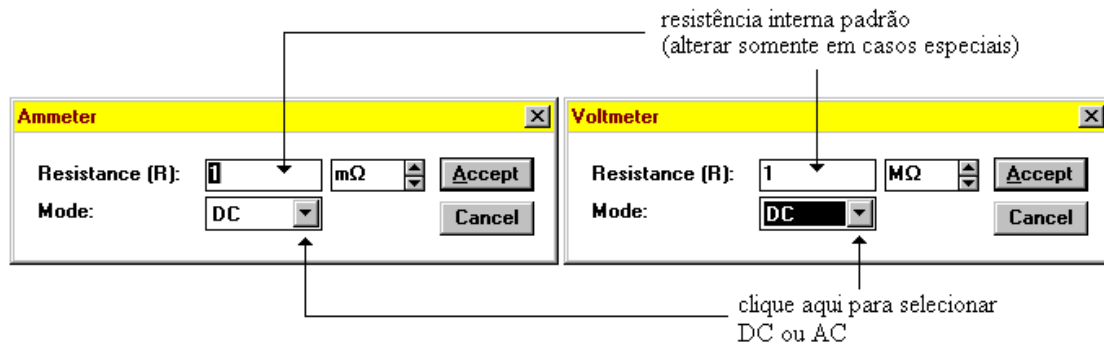 resistência interna padrão
(alterar somente em casos especiais)
Ammeter
Resistance (R): 1 mΩ Accept
Mode: DC Cancel
Voltmeter
Resistance (R): 1 MΩ Accept
Mode: DC Cancel
clique aqui para selecionar
DC ou AC